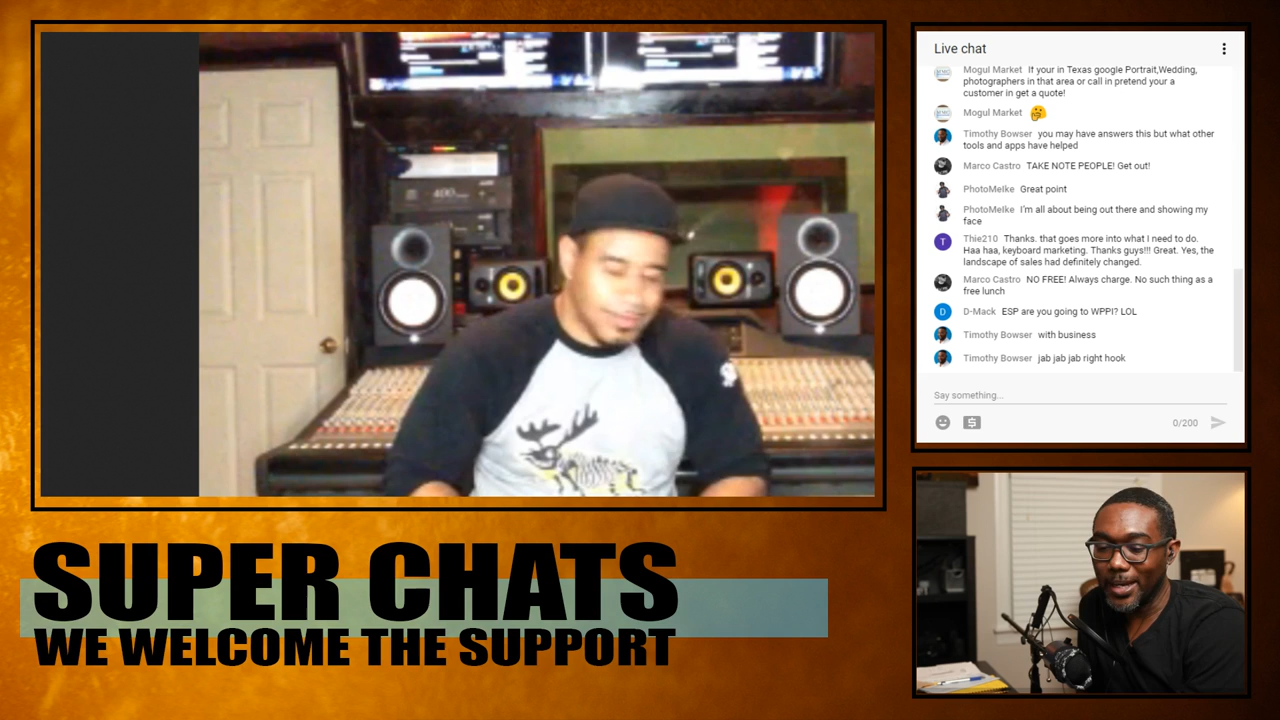 Live chat
Mogul Market If your in Texas google Portrait,Wedding,
photographers in that area or call in pretend your a
customer in get a quote!
Mogul Market
Timothy Bowser you may have answers this but what other
tools and apps have helped
Marco Castro TAKE NOTE PEOPLE! Get out!
PhotoMelke Great point
PhotoMelke I'm all about being out there and showing my
face
T Thie210 Thanks. that goes more into what I need to do.
Haa haa, keyboard marketing. Thanks guys!!! Great. Yes, the
landscape of sales had definitely changed.
Marco Castro NO FREE! Always charge. No such thing as a
free lunch
D D-Mack ESP are you going to WPPI? LOL
Timothy Bowser with business
Timothy Bowser jab jab jab right hook
Say something...
0/200
SUPER CHATS
WE WELCOME THE SUPPORT